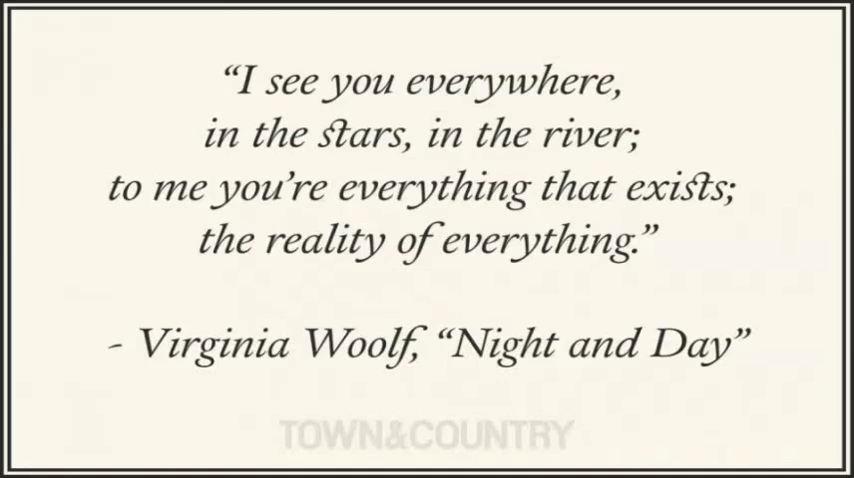 “I see you everywhere,
in the stars, in the river;
to me you’re everything that exists;
the reality of everything.”
- Virginia Woolf, “Night and Day”
TOWN&COUNTRY